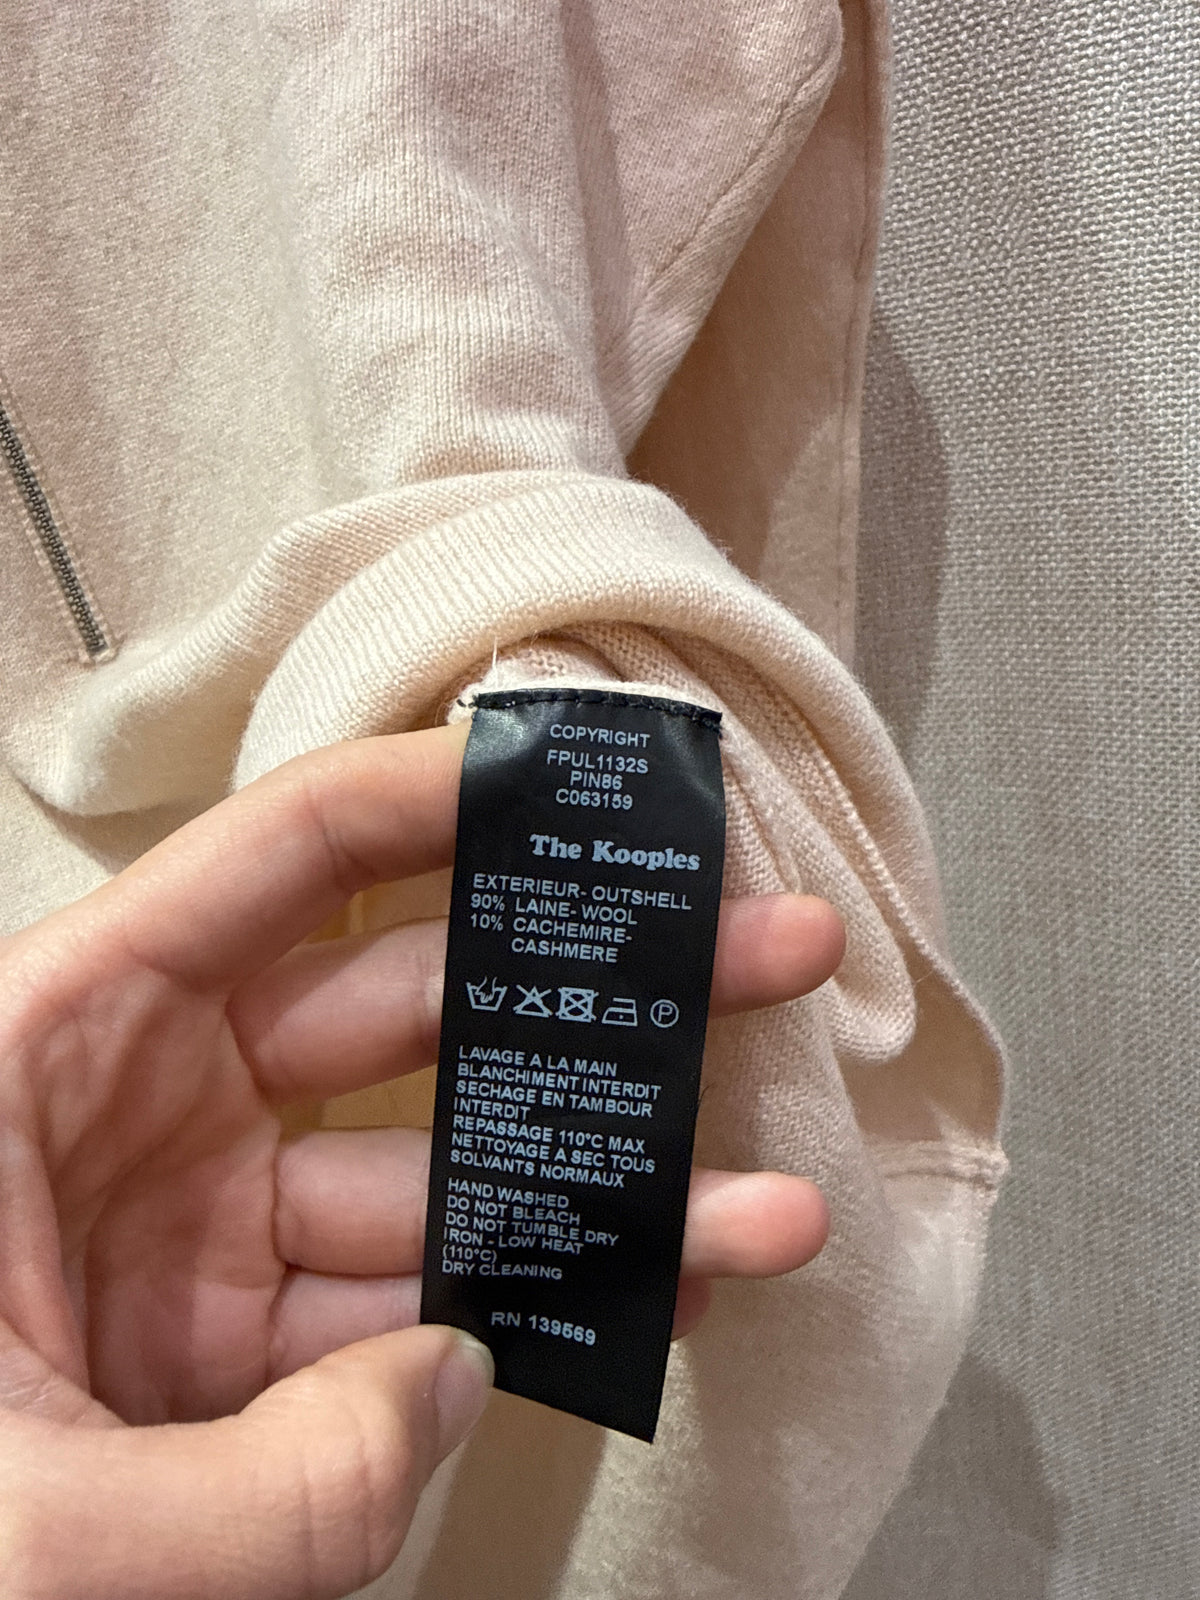 COPYRIGHT
FPUL1132S
PIN86
C063159
The Kooples
EXTERIEUR- OUTSHELL
90% LAINE- WOOL
10% CACHEMIRE-
CASHMERE
P
LAVAGE A LA MAIN
BLANCHIMENT INTERDIT
SECHAGE EN TAMBOUR
INTERDIT
REPASSAGE 110°C MAX
NETTOYAGE A SEC TOUS
SOLVANTS NORMAUX
HAND WASHED
DO NOT BLEACH
DO NOT TUMBLE DRY
IRON - LOW HEAT
(110°C)
DRY CLEANING
RN 139569